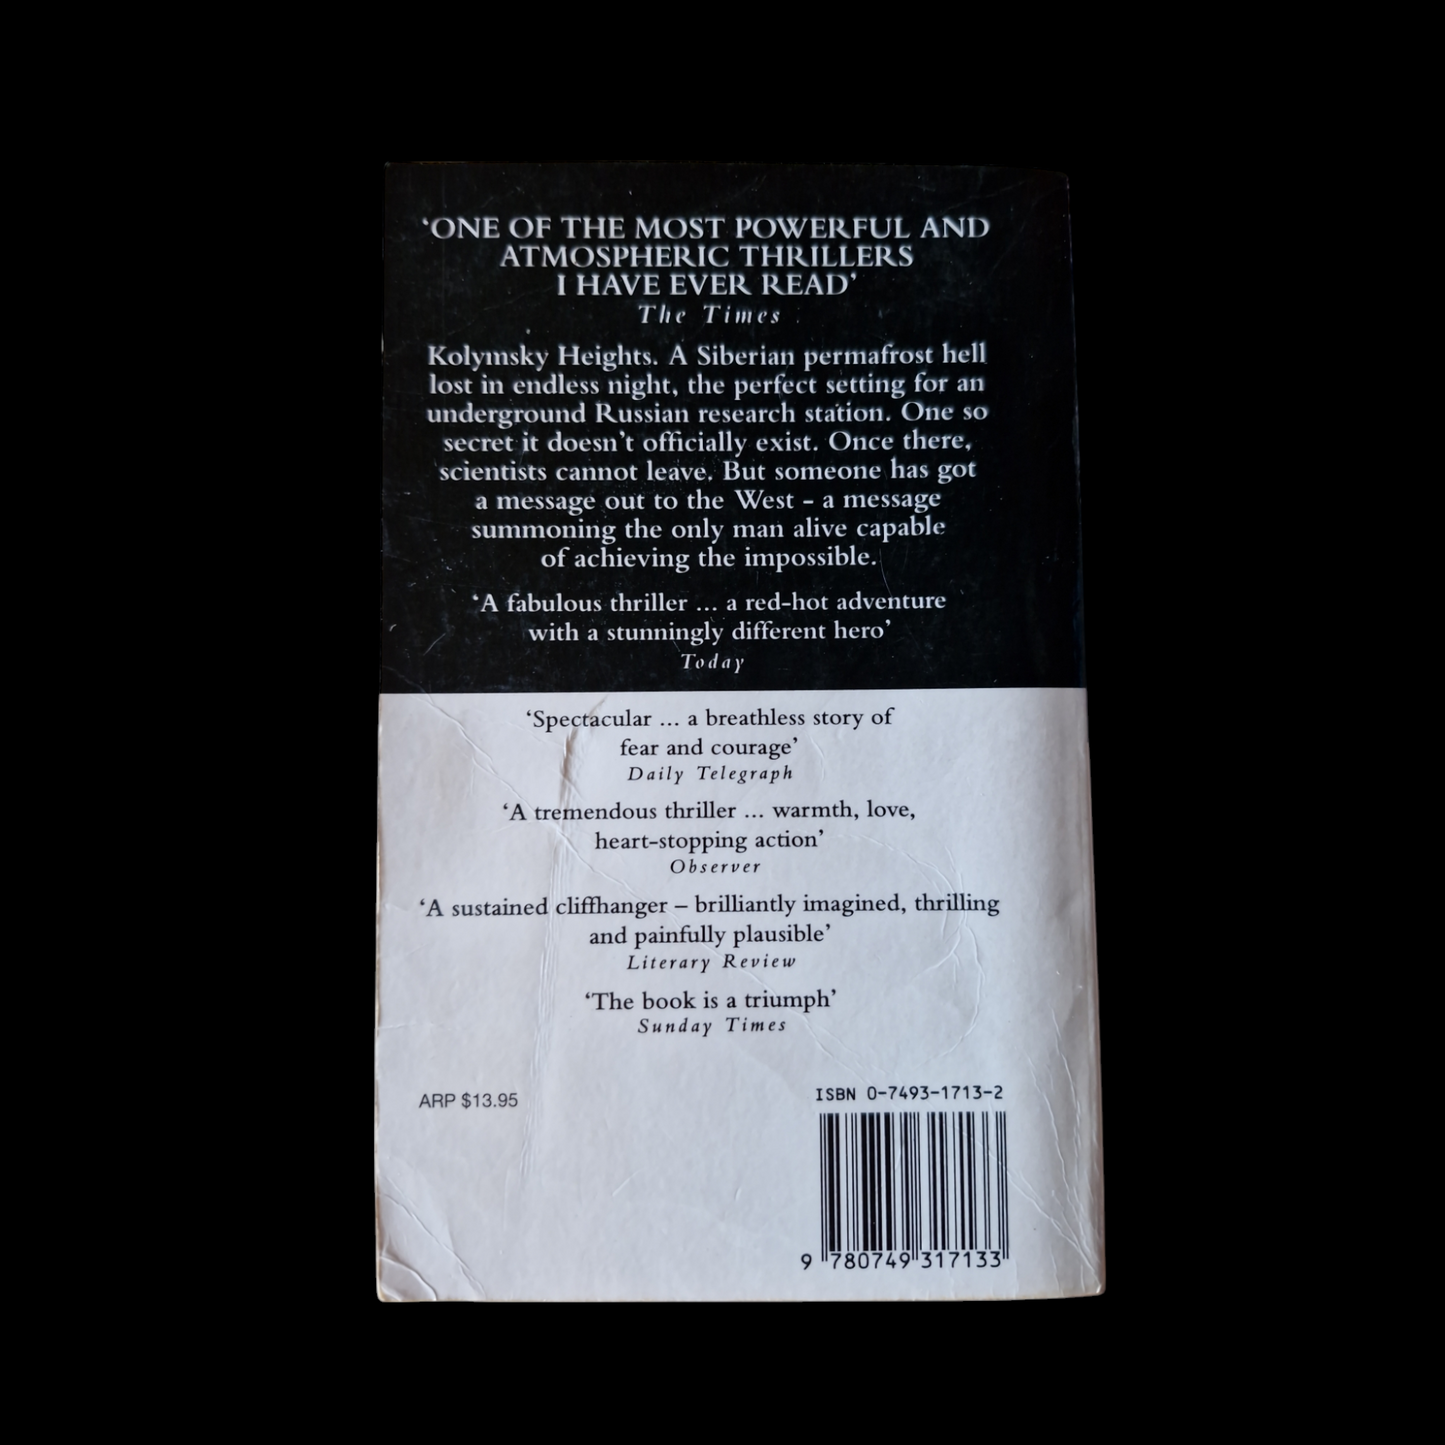 ‘ONE OF THE MOST POWERFUL AND
ATMOSPHERIC THRILLERS
I HAVE EVER READ’
The Times
Kolymsky Heights. A Siberian permafrost hell
lost in endless night, the perfect setting for an
underground Russian research station. One so
secret it doesn’t officially exist. Once there,
scientists cannot leave. But someone has got
a message out to the West – a message
summoning the only man alive capable
of achieving the impossible.
‘A fabulous thriller ... a red-hot adventure
with a stunningly different hero’
Today
‘Spectacular ... a breathless story of
fear and courage’
Daily Telegraph
‘A tremendous thriller ... warmth, love,
heart-stopping action’
Observer
‘A sustained cliffhanger – brilliantly imagined, thrilling
and painfully plausible’
Literary Review
‘The book is a triumph’
Sunday Times
ARP $13.95
ISBN 0-7493-1713-2
9 780749 317133